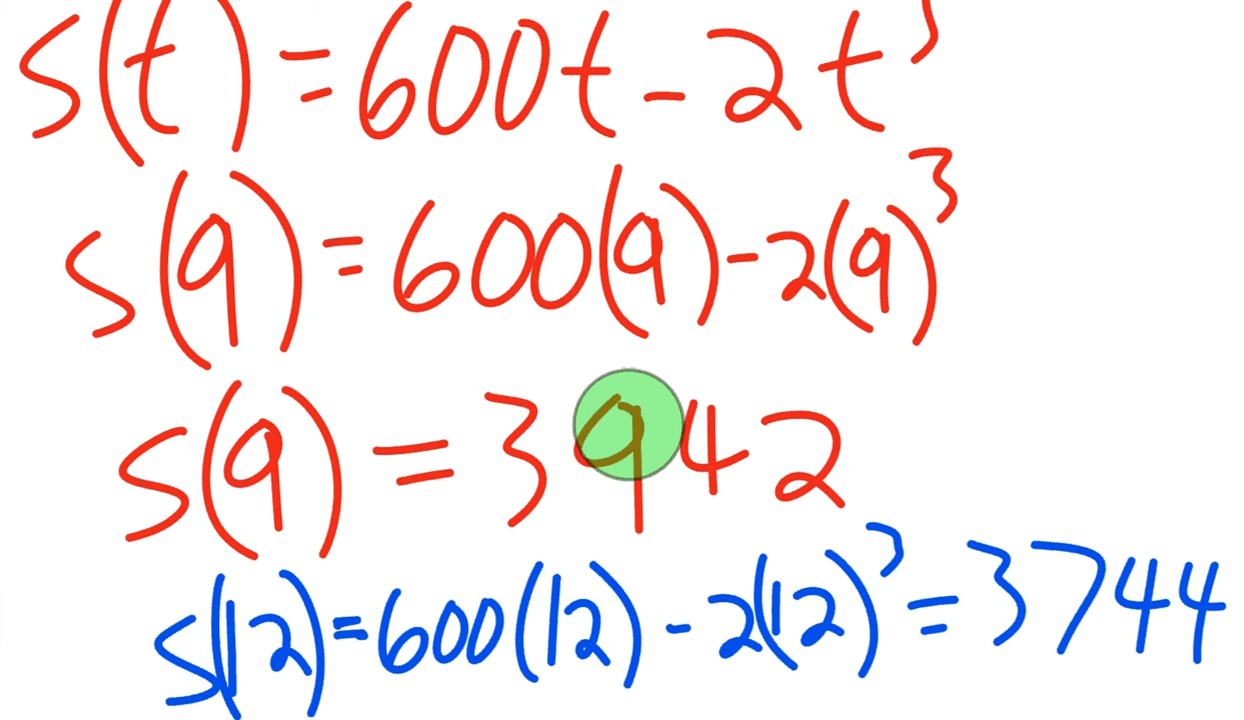 s(t) = 600t - 2t³
s(9) = 600(9) - 2(9)³
s(9) = 3942
s(12) = 600(12) - 2(12)³ = 3744